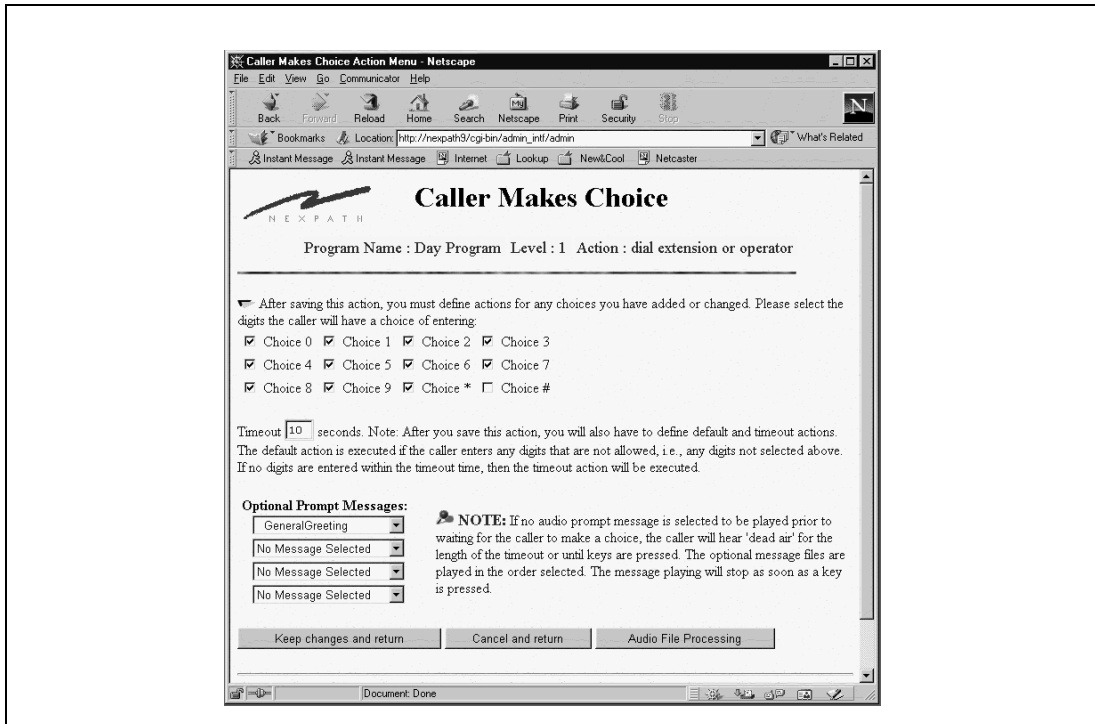 Caller Makes Choice Action Menu - Netscape
File Edit View Go Communicator Help
Back Forward Reload Home Search Netscape Print Security Stop
My
N
Bookmarks Location: http://nexpath9/cgi-bin/admin_intf/admin What's Related
Instant Message Instant Message Internet Lookup New&Cool Netcaster
NEXPATH
Caller Makes Choice
Program Name : Day Program Level : 1 Action : dial extension or operator
After saving this action, you must define actions for any choices you have added or changed. Please select the
digits the caller will have a choice of entering:
Choice 0 Choice 1 Choice 2 Choice 3
Choice 4 Choice 5 Choice 6 Choice 7
Choice 8 Choice 9 Choice * Choice #
Timeout 10 seconds. Note: After you save this action, you will also have to define default and timeout actions.
The default action is executed if the caller enters any digits that are not allowed, i.e., any digits not selected above.
If no digits are entered within the timeout time, then the timeout action will be executed.
Optional Prompt Messages:
GeneralGreeting
No Message Selected
No Message Selected
No Message Selected
NOTE: If no audio prompt message is selected to be played prior to
waiting for the caller to make a choice, the caller will hear 'dead air' for the
length of the timeout or until keys are pressed. The optional message files are
played in the order selected. The message playing will stop as soon as a key
is pressed.
Keep changes and return Cancel and return Audio File Processing
Document: Done